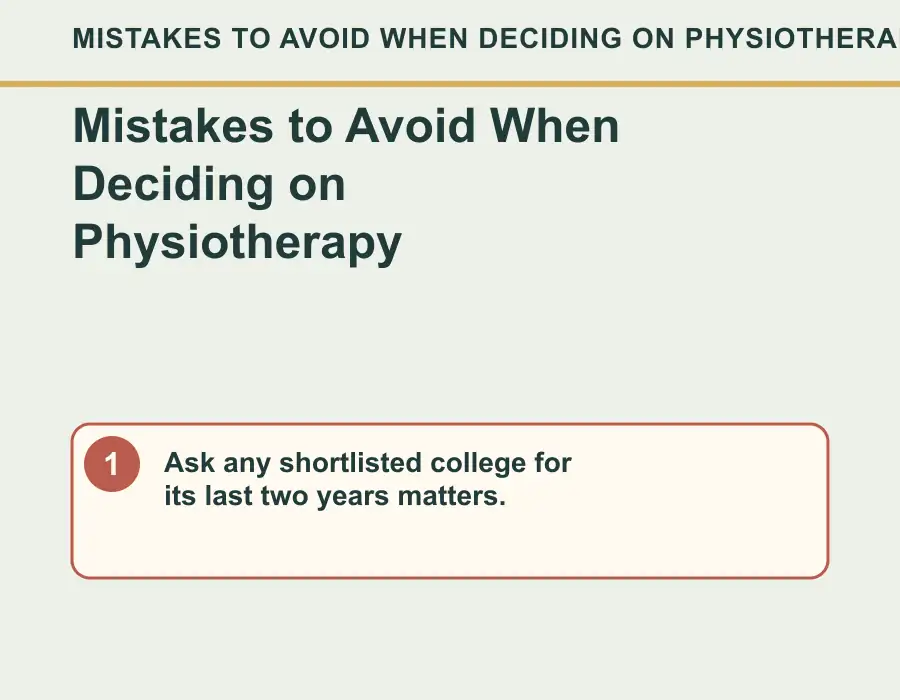 MISTAKES TO AVOID WHEN DECIDING ON
Mistakes to Avoid When
Deciding on
Physiotherapy
1
Ask any shortlisted college for
its last two years matters.